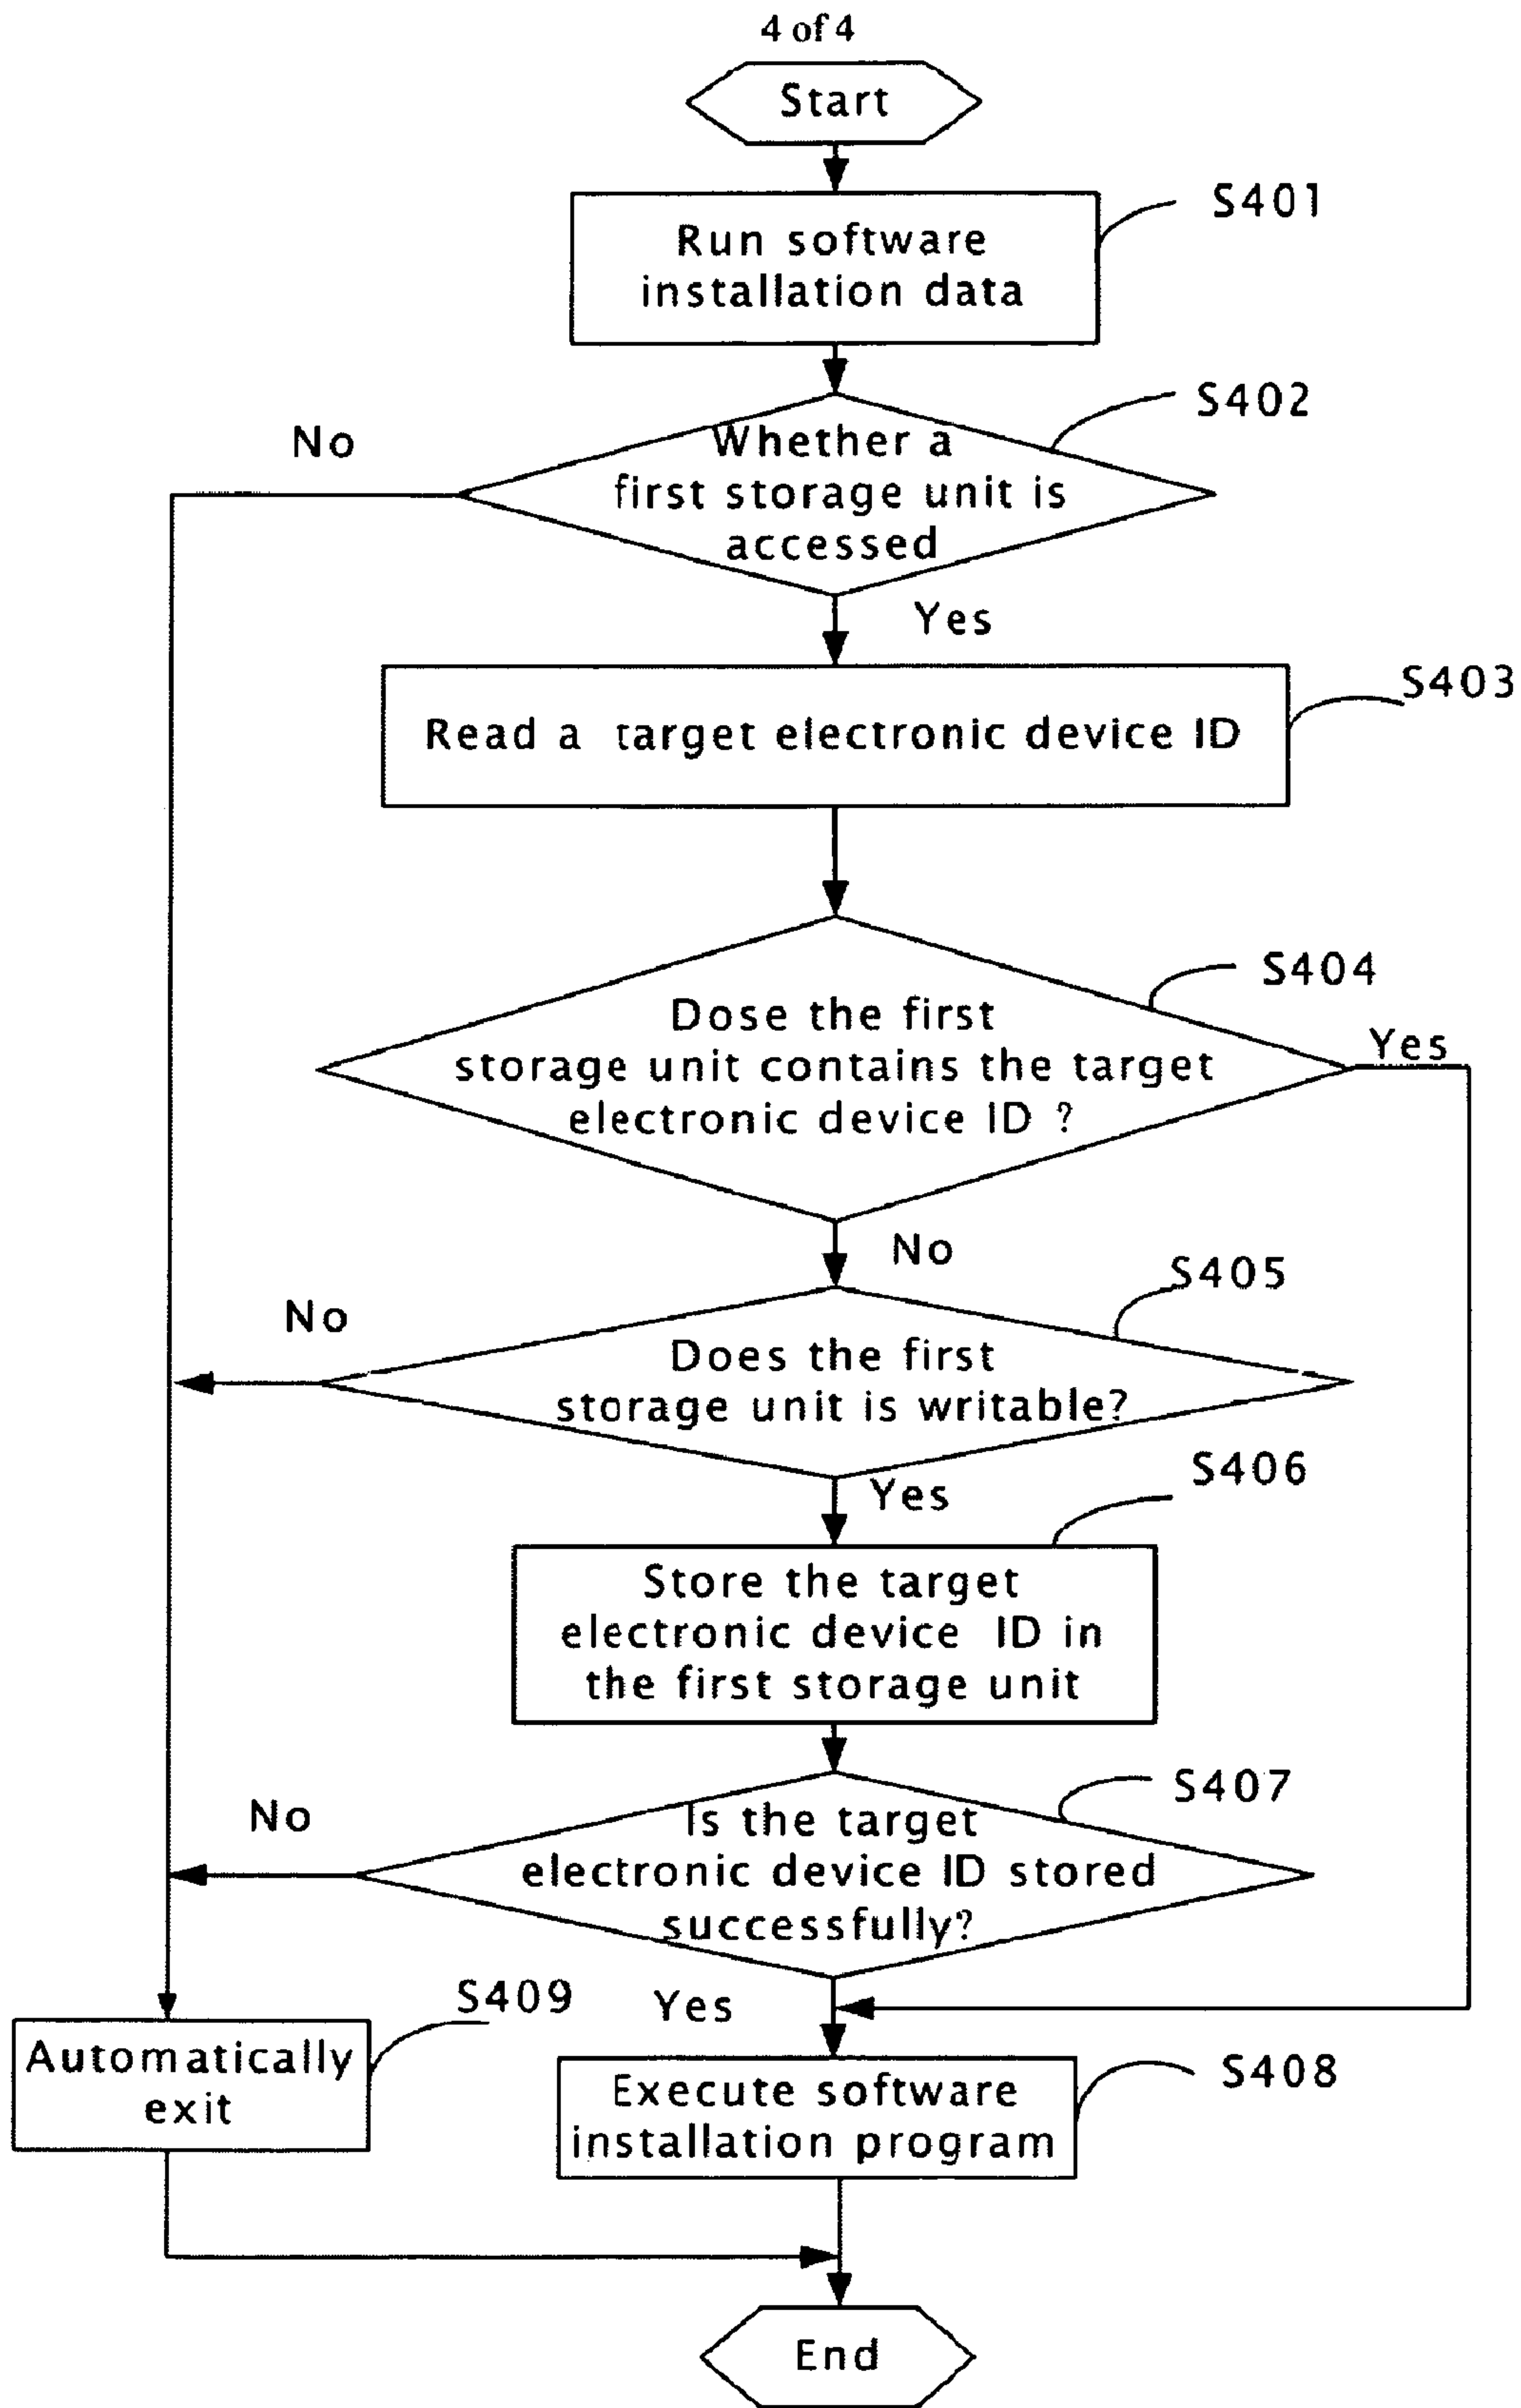 4 of 4
Start
S401
Run software
installation data
S402
No
Whether a
first storage unit is
accessed
Yes
S403
Read a target electronic device ID
S404
Dose the first
storage unit contains the target
electronic device ID ?
Yes
No
S405
No
Does the first
storage unit is writable?
S406
Yes
Store the target
electronic device ID in
the first storage unit
S407
No
Is the target
electronic device ID stored
successfully?
S409
Yes
Automatically
exit
S408
Execute software
installation program
End